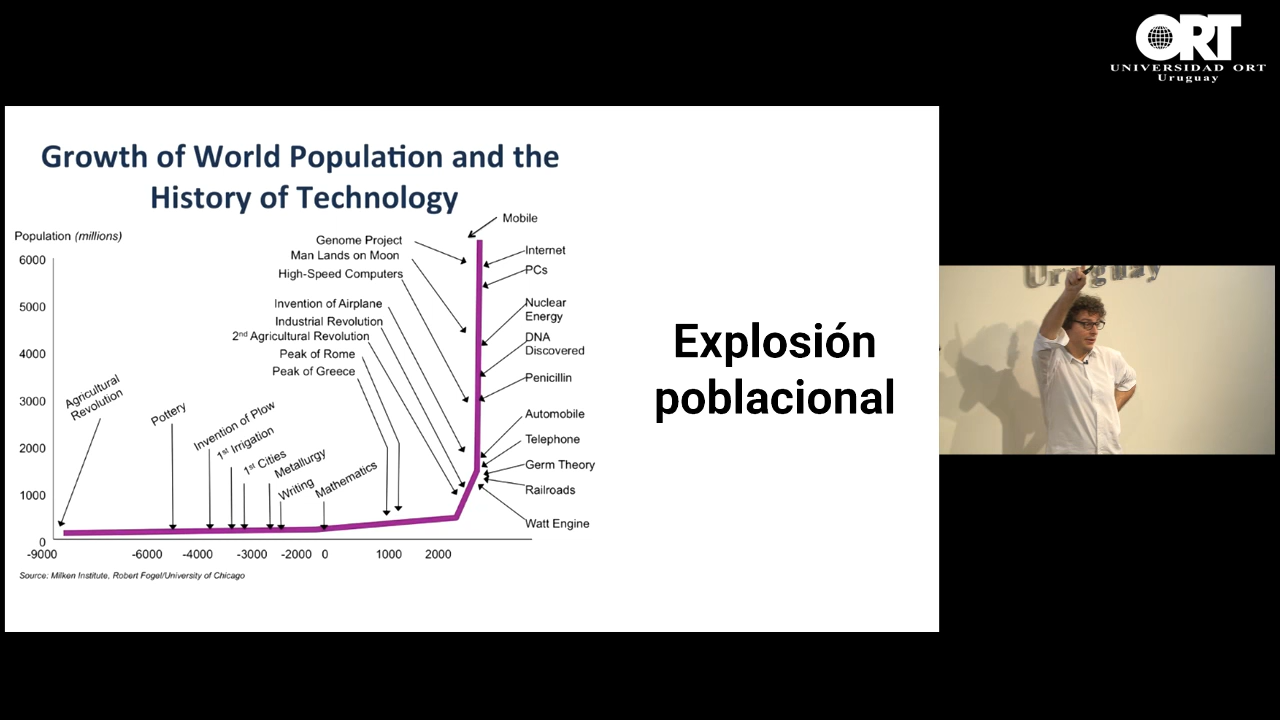 ORT
UNIVERSIDAD ORT
Uruguay
Growth of World Population and the
History of Technology
Population (millions)
6000
5000
4000
3000
2000
1000
0
-9000
-6000
-4000
-3000
-2000
0
1000
2000
Agricultural
Revolution
Pottery
Invention of Plow
1st Irrigation
1st Cities
Metallurgy
Writing
Mathematics
Peak of Greece
Peak of Rome
2nd Agricultural Revolution
Industrial Revolution
Invention of Airplane
High-Speed Computers
Man Lands on Moon
Genome Project
Mobile
Internet
PCs
Nuclear
Energy
DNA
Discovered
Penicillin
Automobile
Telephone
Germ Theory
Railroads
Watt Engine
Source: Milken Institute, Robert Fogel/University of Chicago
Explosión
poblacional
Uruguay